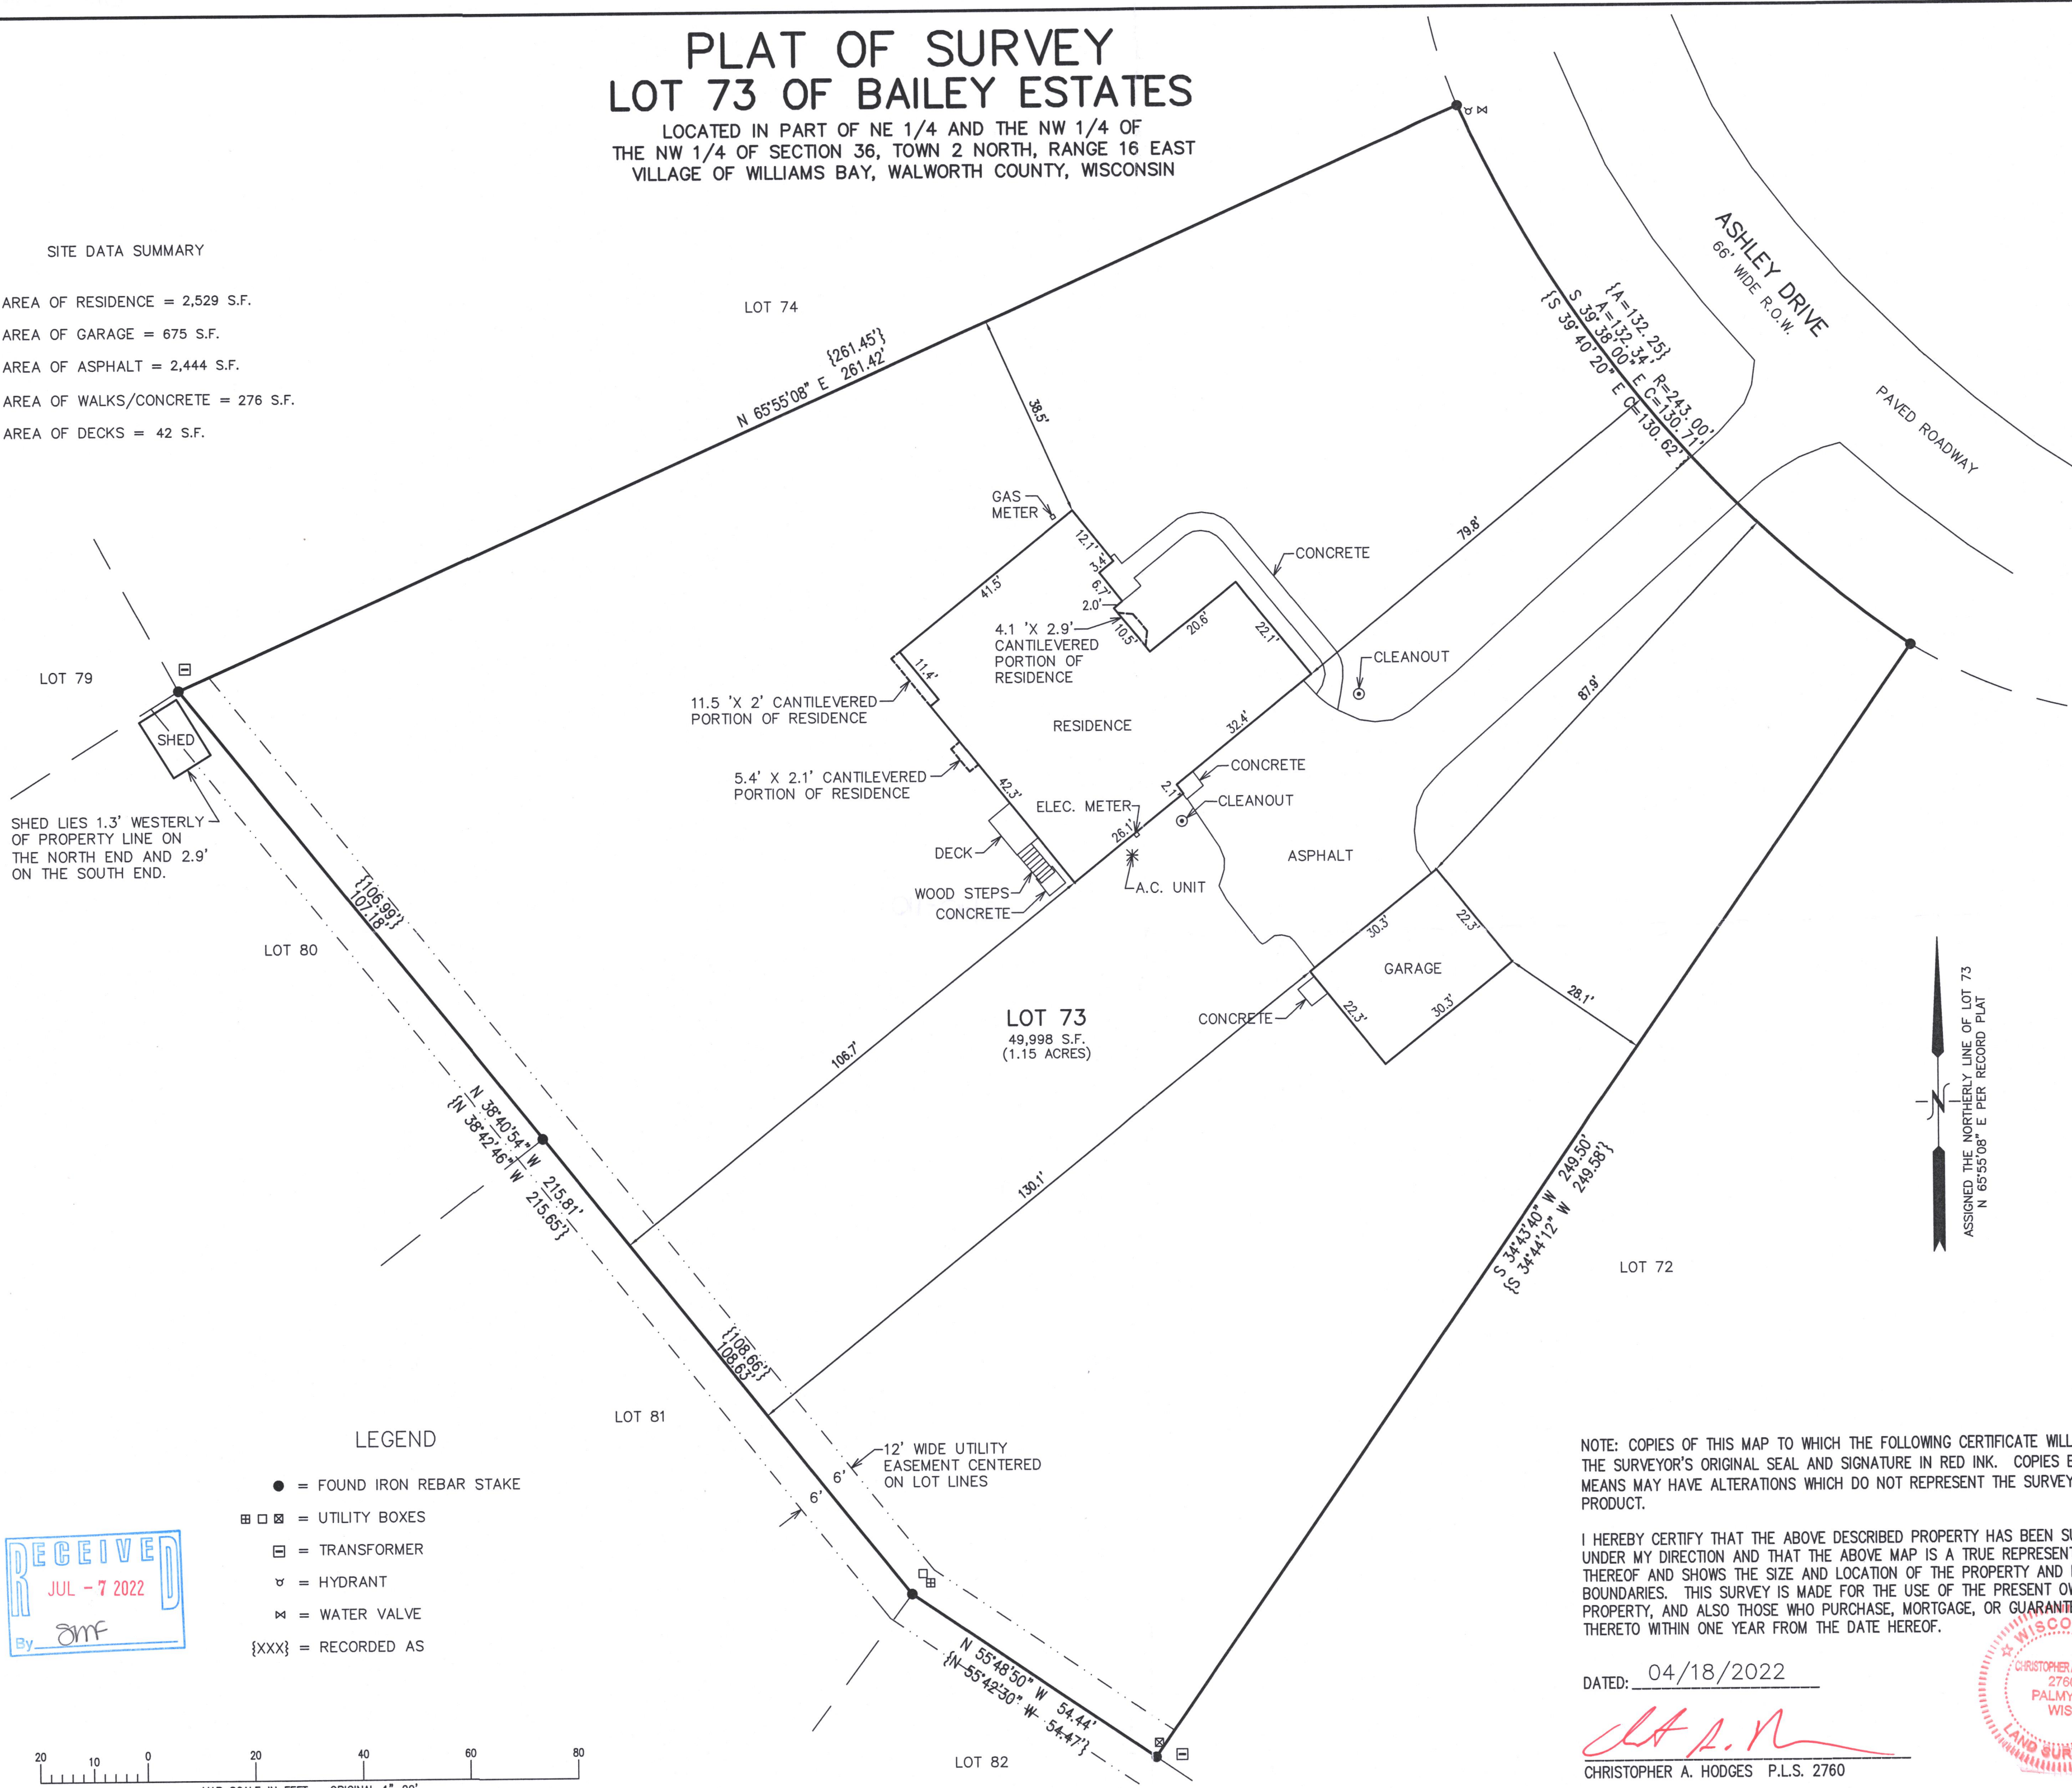 PLAT OF SURVEY
LOT 73 OF BAILEY ESTATES
LOCATED IN PART OF NE 1/4 AND THE NW 1/4 OF
THE NW 1/4 OF SECTION 36, TOWN 2 NORTH, RANGE 16 EAST
VILLAGE OF WILLIAMS BAY, WALWORTH COUNTY, WISCONSIN
SITE DATA SUMMARY
AREA OF RESIDENCE = 2,529 S.F.
AREA OF GARAGE = 675 S.F.
AREA OF ASPHALT = 2,444 S.F.
AREA OF WALKS/CONCRETE = 276 S.F.
AREA OF DECKS = 42 S.F.
LOT 74
{261.45'}
N 65°55'08" E 261.42'
38.5'
ASHLEY DRIVE
66' WIDE R.O.W.
PAVED ROADWAY
{A=132.25}
A=132.34' R=243.00'
S 39°38'00" E C=130.71'
{S 39°40'20" E C=130.62'}
79.8'
87.9'
GAS
METER
12.1'
3.4'
6.7'
2.0'
10.5'
20.6'
22.1'
41.5'
11.4'
4.1 'X 2.9'
CANTILEVERED
PORTION OF
RESIDENCE
CONCRETE
CLEANOUT
11.5 'X 2' CANTILEVERED
PORTION OF RESIDENCE
RESIDENCE
32.4'
5.4' X 2.1' CANTILEVERED
PORTION OF RESIDENCE
42.3'
2.1'
CONCRETE
CLEANOUT
ELEC. METER
26.1'
A.C. UNIT
DECK
WOOD STEPS
CONCRETE
ASPHALT
LOT 79
SHED
SHED LIES 1.3' WESTERLY
OF PROPERTY LINE ON
THE NORTH END AND 2.9'
ON THE SOUTH END.
{106.99'}
107.18'
LOT 80
30.3'
22.3'
GARAGE
22.3'
30.3'
28.1'
CONCRETE
LOT 73
49,998 S.F.
(1.15 ACRES)
106.7'
130.1'
N 38°40'54" W 215.81'
{N 38°42'46" W 215.65'}
S 34°43'40" W 249.50'
{S 34°44'12" W 249.58'}
LOT 72
N
ASSIGNED THE NORTHERLY LINE OF LOT 73
N 65°55'08" E PER RECORD PLAT
{108.66'}
108.63'
LOT 81
12' WIDE UTILITY
EASEMENT CENTERED
ON LOT LINES
6'
6'
LEGEND
= FOUND IRON REBAR STAKE
= UTILITY BOXES
= TRANSFORMER
= HYDRANT
= WATER VALVE
{XXX} = RECORDED AS
RECEIVED
JUL - 7 2022
By SMF
N 55°48'50" W 54.44'
{N 55°42'30" W 54.47'}
LOT 82
20 10 0 20 40 60 80
NOTE: COPIES OF THIS MAP TO WHICH THE FOLLOWING CERTIFICATE WILL
THE SURVEYOR'S ORIGINAL SEAL AND SIGNATURE IN RED INK. COPIES
MEANS MAY HAVE ALTERATIONS WHICH DO NOT REPRESENT THE
PRODUCT.
I HEREBY CERTIFY THAT THE ABOVE DESCRIBED PROPERTY HAS BEEN
UNDER MY DIRECTION AND THAT THE ABOVE MAP IS A TRUE
THEREOF AND SHOWS THE SIZE AND LOCATION OF THE PROPERTY AND
BOUNDARIES. THIS SURVEY IS MADE FOR THE USE OF THE PRESENT
PROPERTY, AND ALSO THOSE WHO PURCHASE, MORTGAGE, OR
THERETO WITHIN ONE YEAR FROM THE DATE HEREOF.
DATED: 04/18/2022
CHRISTOPHER A. HODGES P.L.S. 2760
CHRISTOPHER
LAND